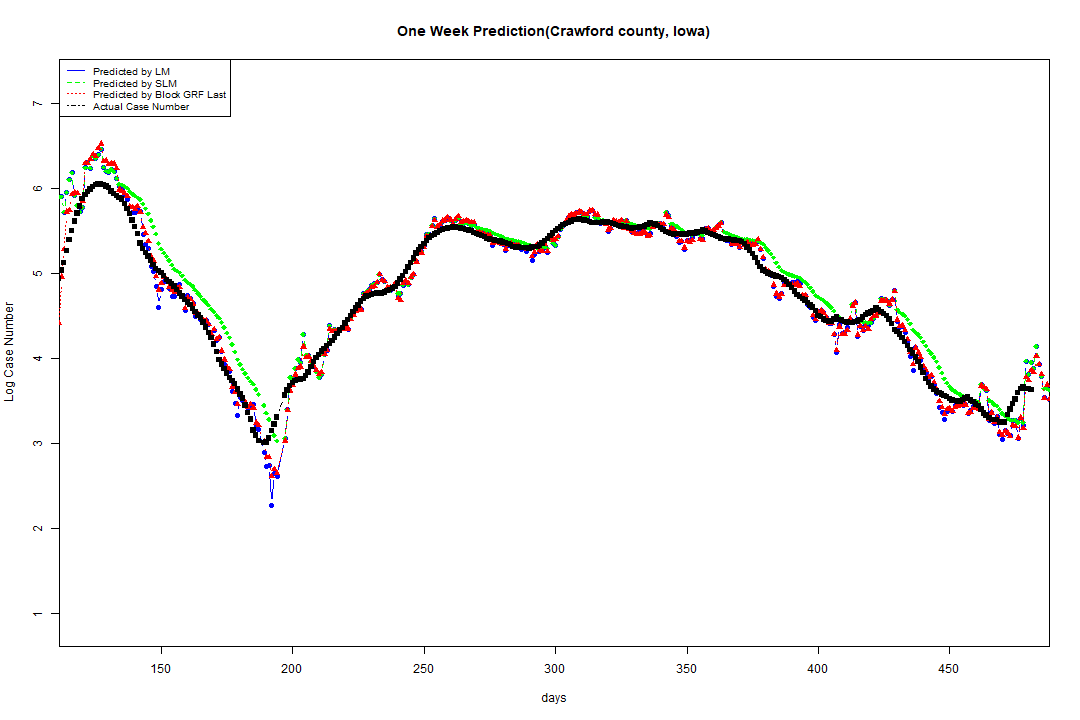 One Week Prediction(Crawford county, Iowa)
Predicted by LM
Predicted by SLM
Predicted by Block GRF Last
Actual Case Number
7
6
5
4
3
2
1
Log Case Number
150 200 250 300 350 400 450
days